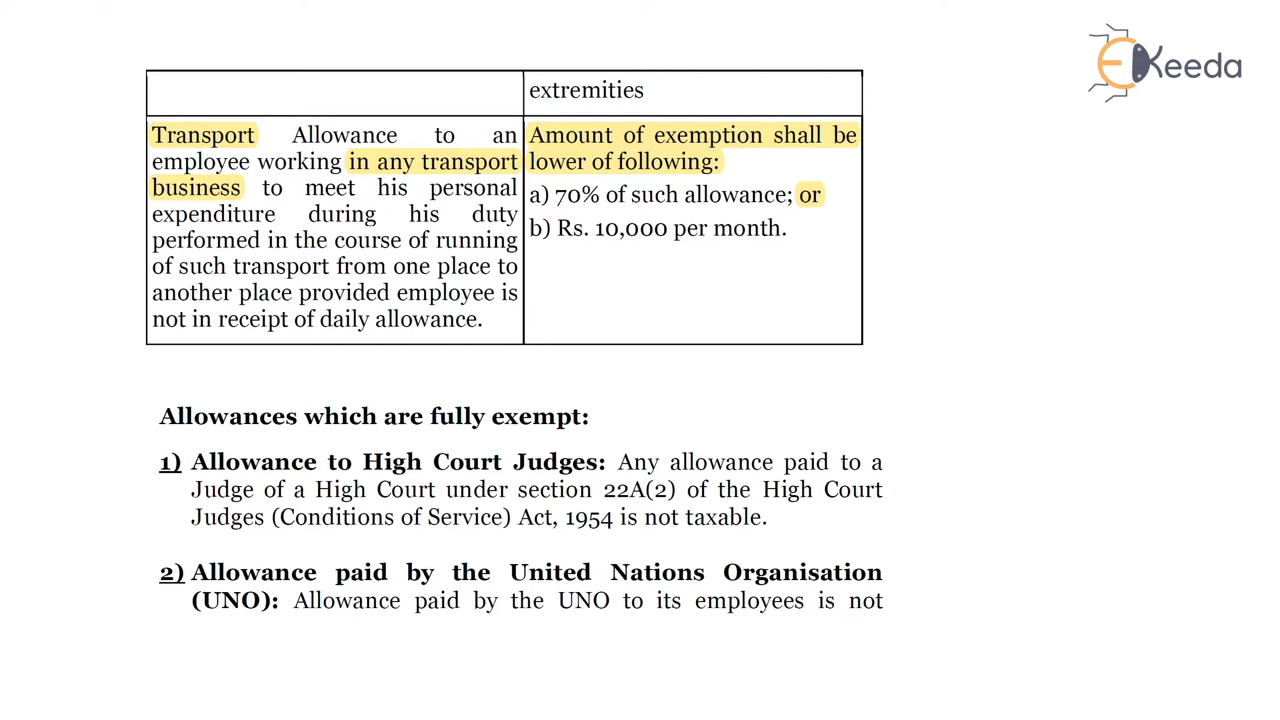 EKeeda
extremities
Transport Allowance to an
employee working in any transport
business to meet his personal
expenditure during his duty
performed in the course of running
of such transport from one place to
another place provided employee is
not in receipt of daily allowance.
Amount of exemption shall be
lower of following:
a) 70% of such allowance; or
b) Rs. 10,000 per month.
Allowances which are fully exempt:
1) Allowance to High Court Judges: Any allowance paid to a
Judge of a High Court under section 22A(2) of the High Court
Judges (Conditions of Service) Act, 1954 is not taxable.
2) Allowance paid by the United Nations Organisation
(UNO): Allowance paid by the UNO to its employees is not